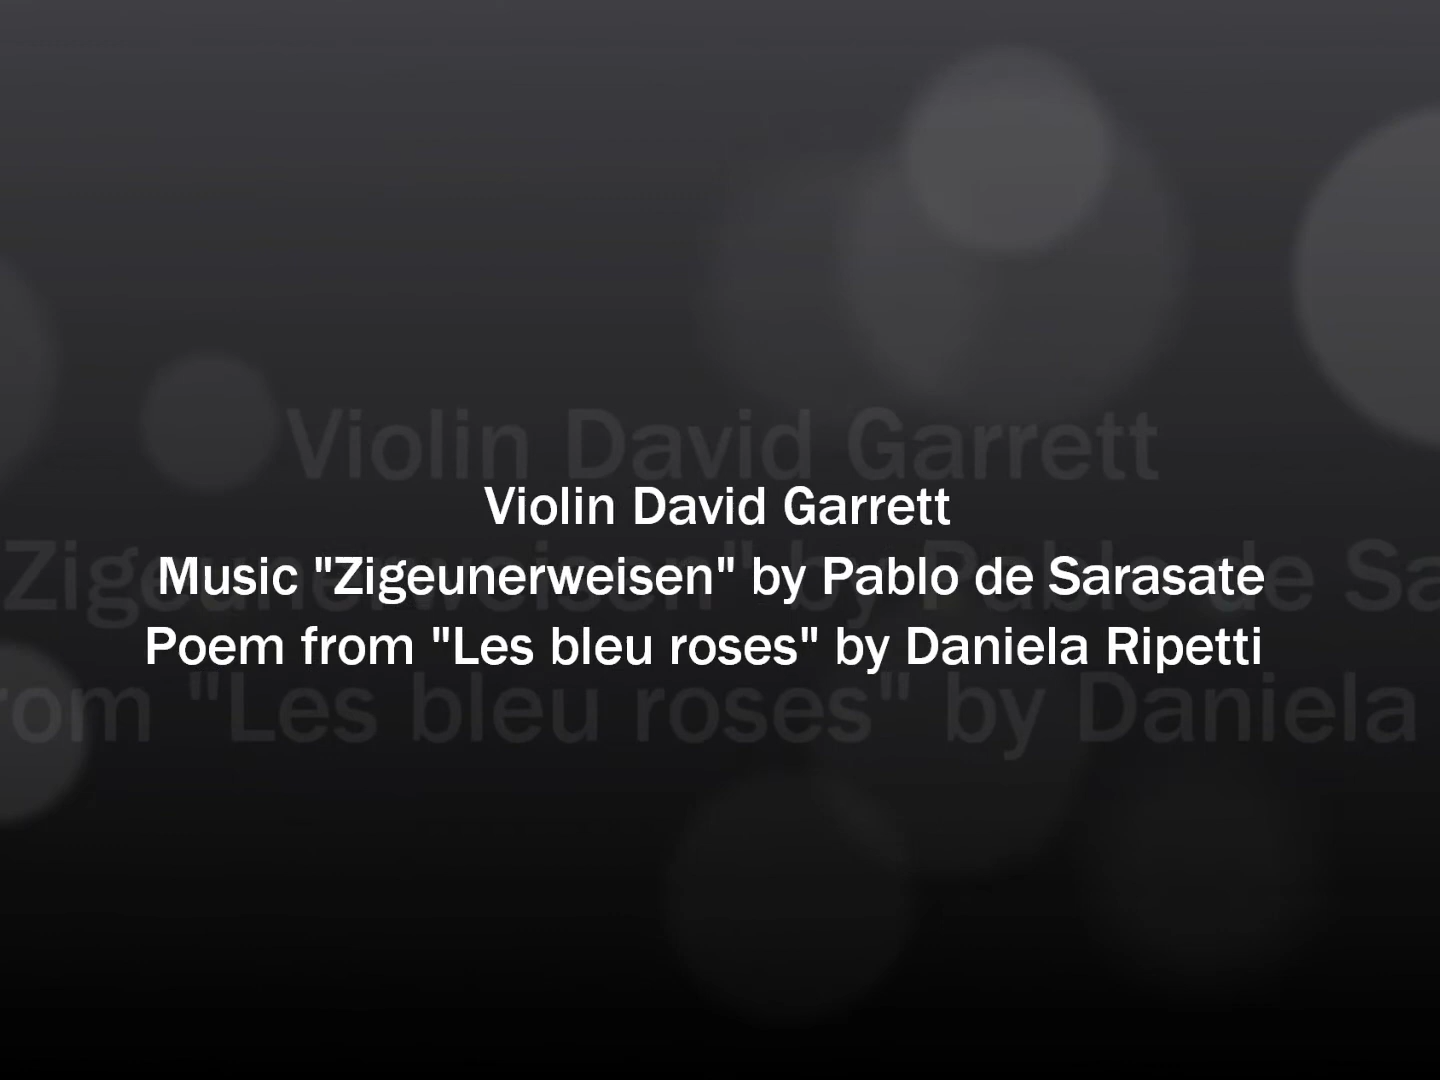 Violin David Garrett
Music "Zigeunerweisen" by Pablo de Sarasate
Poem from "Les bleu roses" by Daniela Ripetti